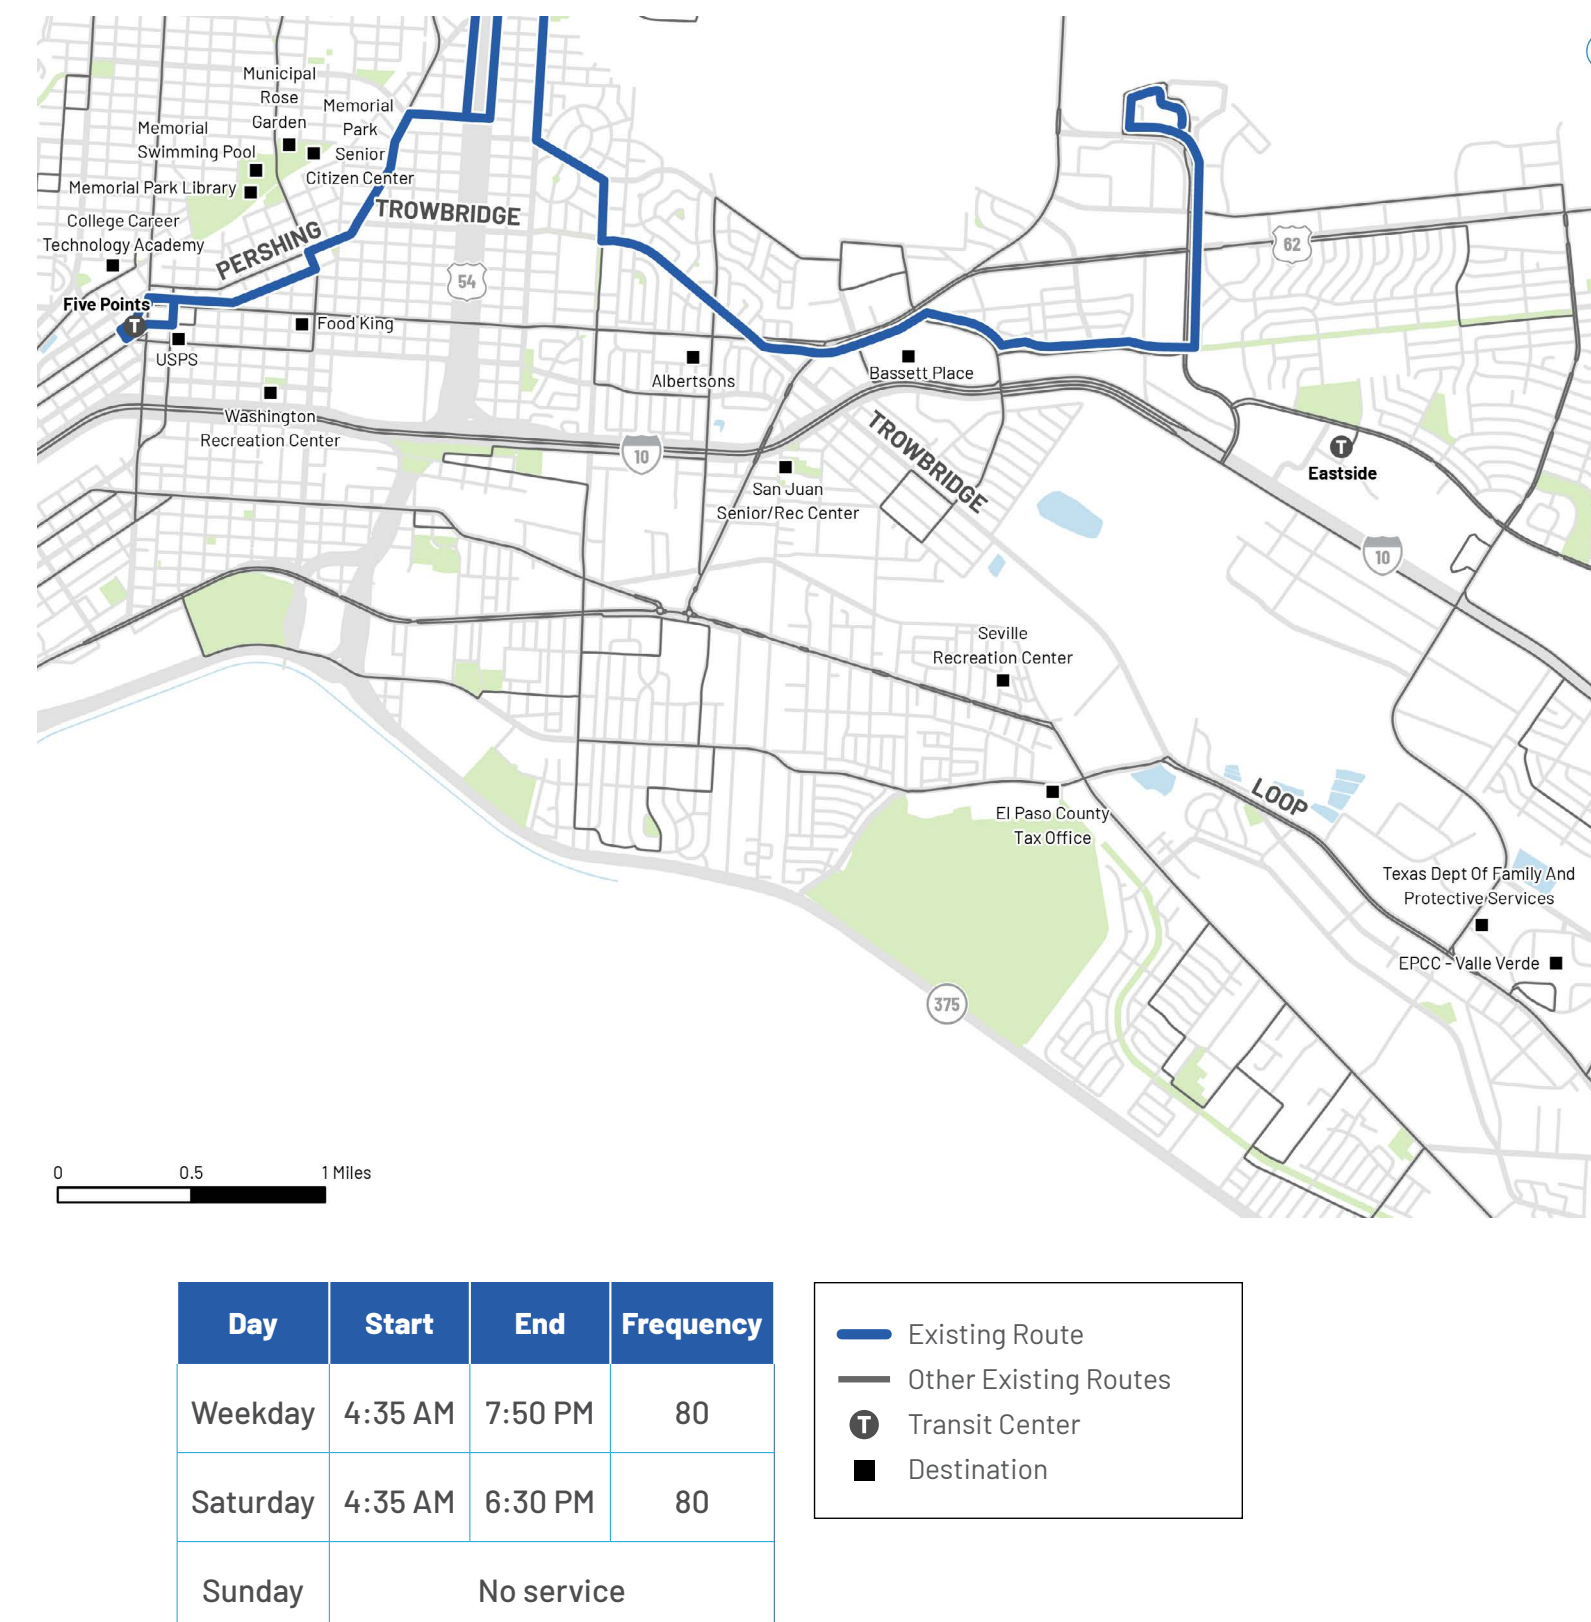 Municipal
Rose
Garden
Memorial
Park
Senior
Citizen Center
Memorial
Swimming Pool
Memorial Park Library
College Career
Technology Academy
PERSHING
TROWBRIDGE
54
62
Five Points
T
USPS
Food King
Albertsons
Bassett Place
Washington
Recreation Center
10
TROWBRIDGE
San Juan
Senior/Rec Center
T
Eastside
10
Seville
Recreation Center
El Paso County
Tax Office
LOOP
Texas Dept Of Family And
Protective Services
EPCC - Valle Verde
375
0 0.5 1 Miles
Day Start End Frequency
Weekday 4:35 AM 7:50 PM 80
Saturday 4:35 AM 6:30 PM 80
Sunday No service
Existing Route
Other Existing Routes
T Transit Center
Destination